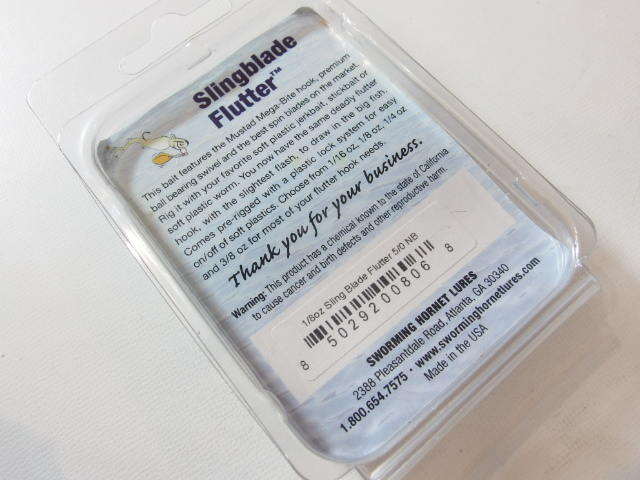 Slingblade
Flutter™
This bait features the Mustad Mega-Bite hook, premium
ball bearing swivel and the best spin blades on the market.
Rig it with your favorite soft plastic jerkbait, stickbait or
soft plastic worm. You now have the same deadly flutter
hook, with the slightest flash, to draw in the big fish.
Comes pre-rigged with a plastic lock system for easy
on/off of soft plastics. Choose from 1/16 oz, 1/8 oz, 1/4 oz
and 3/8 oz for most of your flutter hook needs.
Thank you for your business.
Warning: This product has a chemical known to the state of California
to cause cancer and birth defects and other reproductive harm.
1/8oz Sling Blade Flutter 5/0 NB
8 50292 00806 8
SWORMING HORNET LURES
2388 Pleasantdale Road, Atlanta, GA 30340
1.800.654.7575 • www.sworminghornetlures.com
Made in the USA